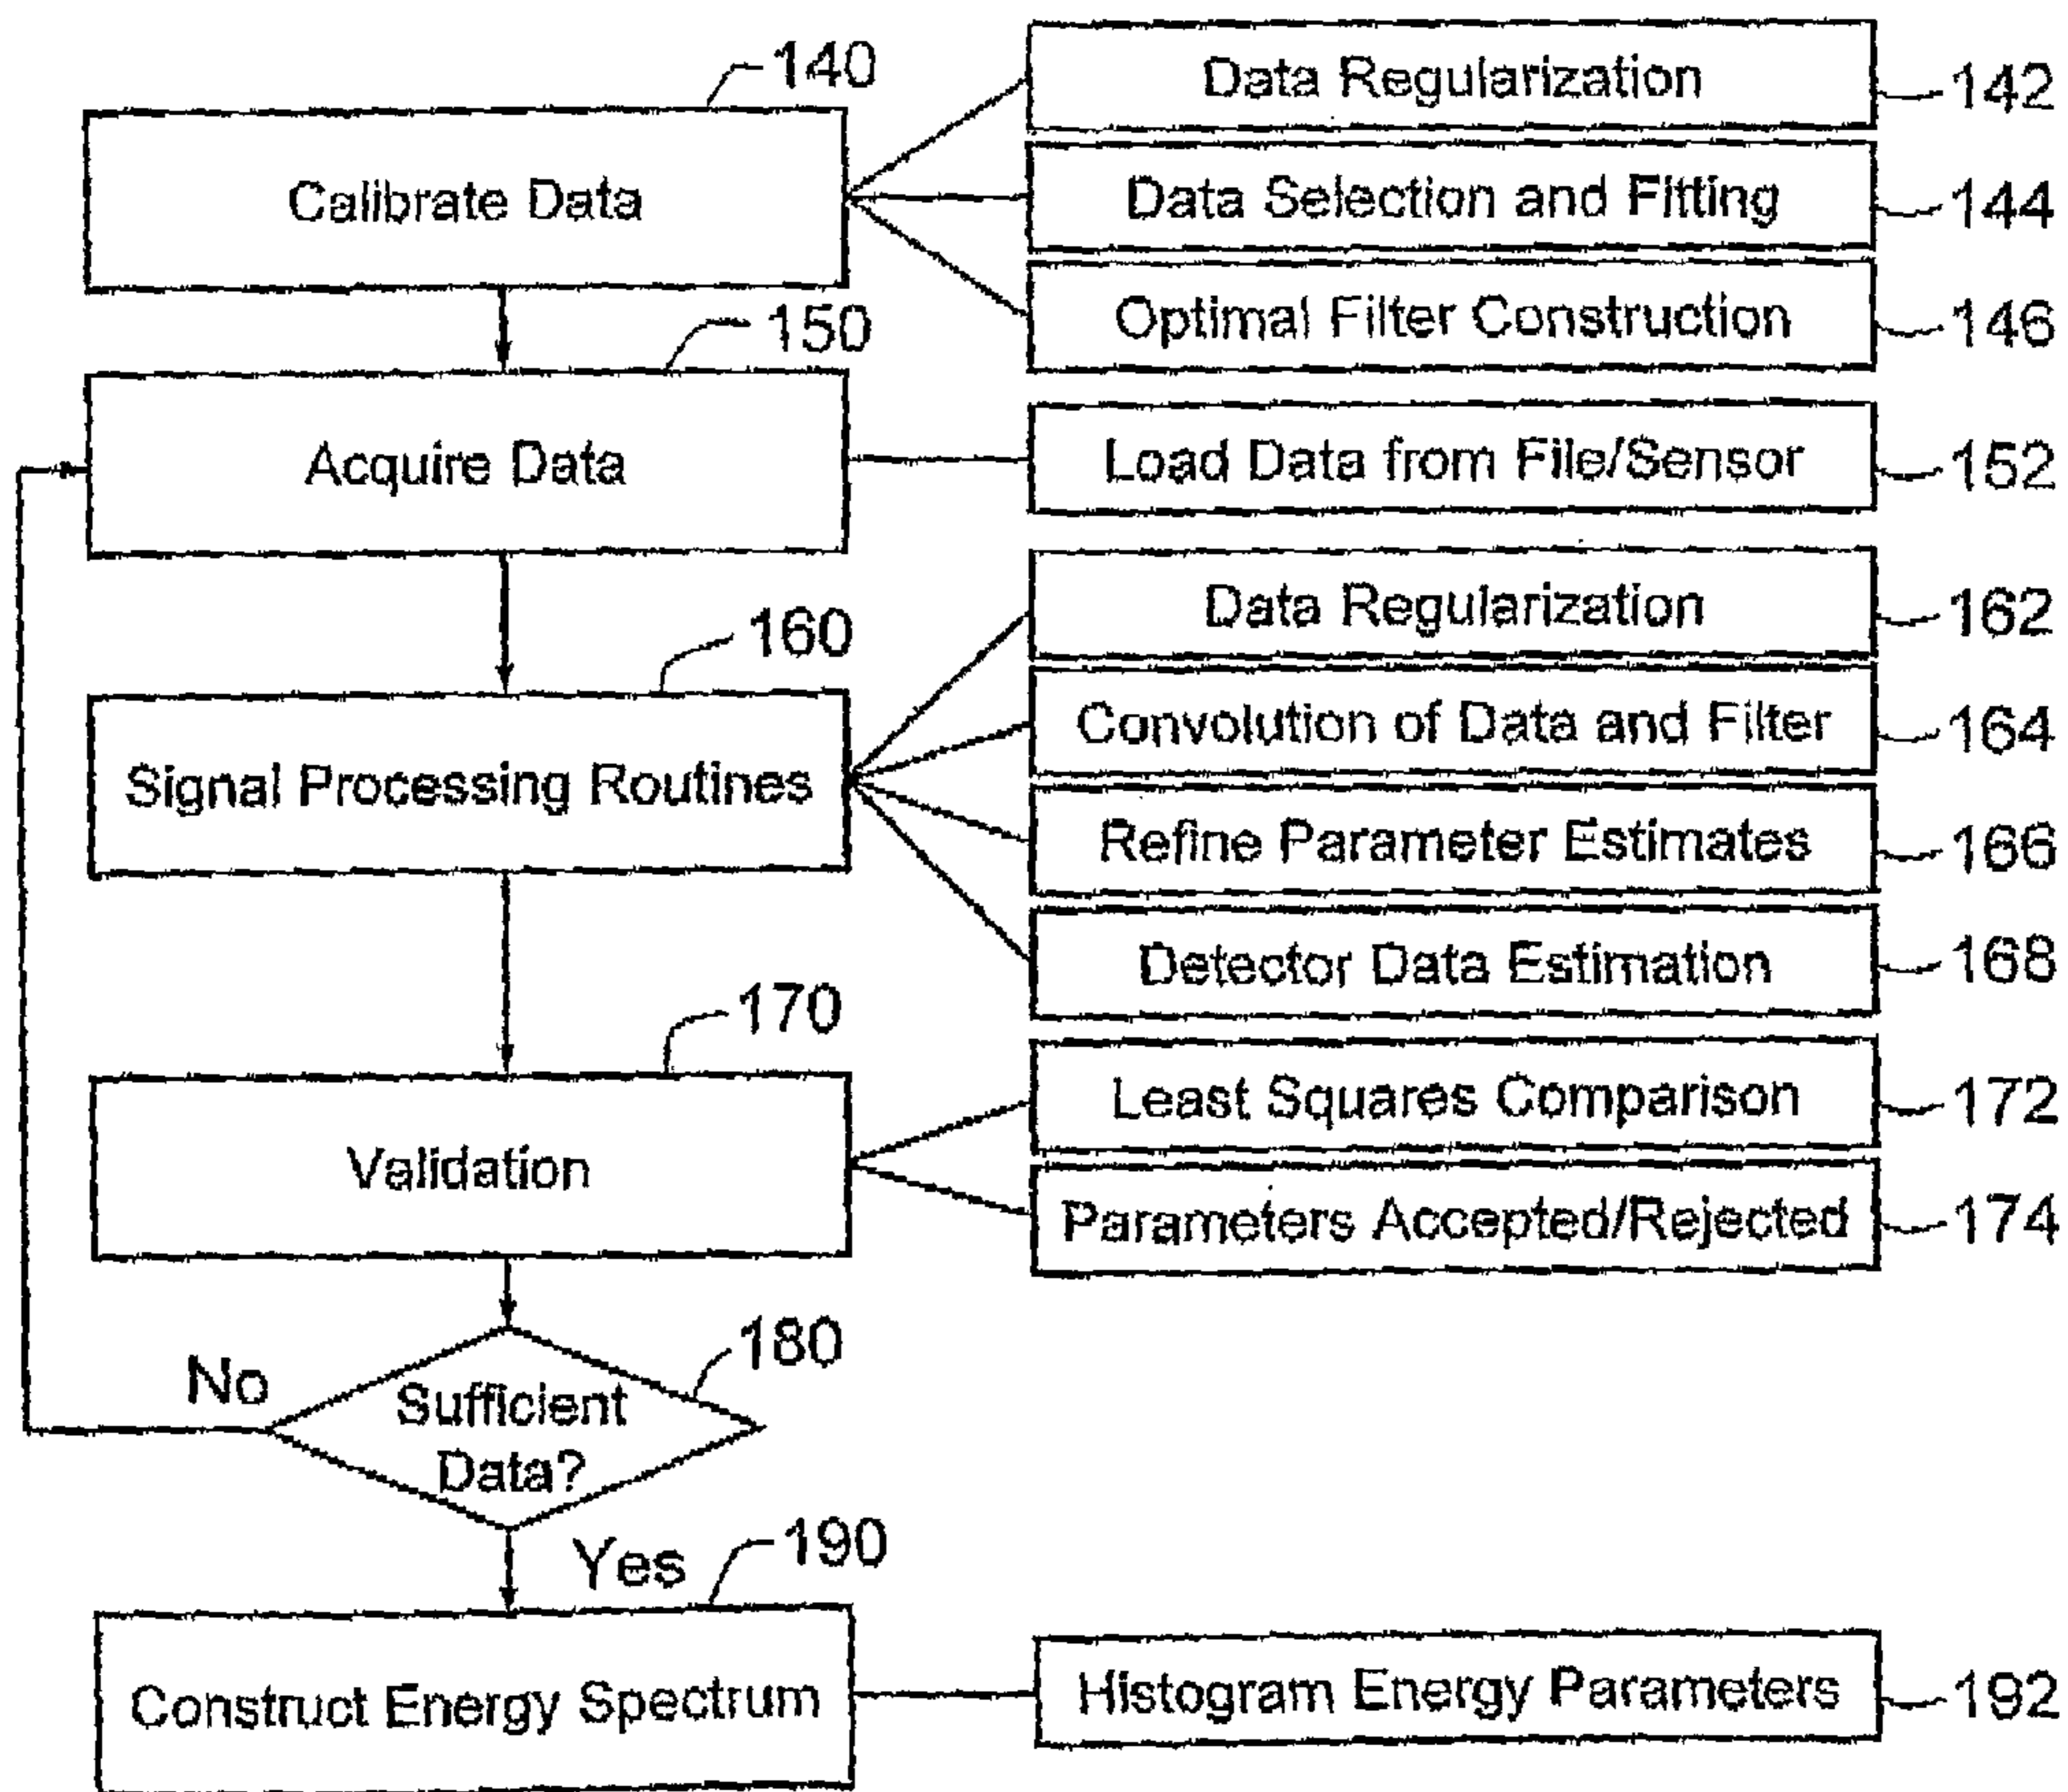 140
Calibrate Data
Data Regularization
142
Data Selection and Fitting
144
Optimal Filter Construction
146
150
Acquire Data
Load Data from File/Sensor
152
160
Signal Processing Routines
Data Regularization
162
Convolution of Data and Filter
164
Refine Parameter Estimates
166
Detector Data Estimation
168
170
Validation
Least Squares Comparison
172
Parameters Accepted/Rejected
174
180
No
Sufficient
Data?
Yes
190
Construct Energy Spectrum
Histogram Energy Parameters
192